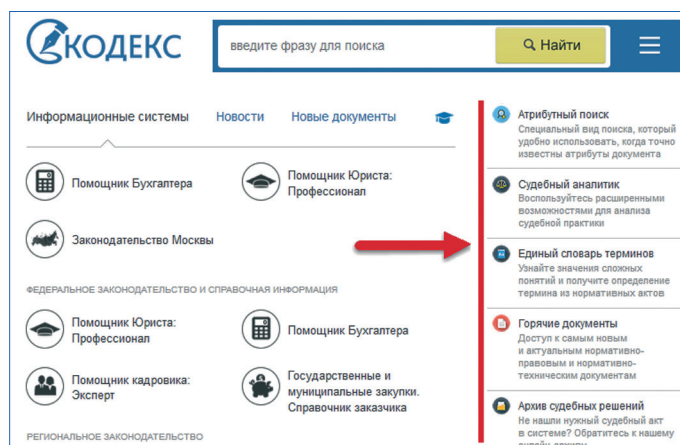 КОДЕКС
введите фразу для поиска
Найти
Информационные системы
Новости
Новые документы
Помощник Бухгалтера
Помощник Юриста:
Профессионал
Законодательство Москвы
ФЕДЕРАЛЬНОЕ ЗАКОНОДАТЕЛЬСТВО И СПРАВОЧНАЯ ИНФОРМАЦИЯ
Помощник Юриста:
Профессионал
Помощник Бухгалтера
Помощник кадровика:
Эксперт
Государственные и
муниципальные закупки.
Справочник заказчика
РЕГИОНАЛЬНОЕ ЗАКОНОДАТЕЛЬСТВО
Атрибутный поиск
Специальный вид поиска, который
удобно использовать, когда точно
известны атрибуты документа
Судебный аналитик
Воспользуйтесь расширенными
возможностями для анализа
судебной практики
Единый словарь терминов
Узнайте значения сложных
понятий и получите определение
термина из нормативных актов
Горячие документы
Доступ к самым новым
и актуальным нормативно-
правовым и нормативно-
техническим документам
Архив судебных решений
Не нашли нужный судебный акт
в системе? Обратитесь к нашему